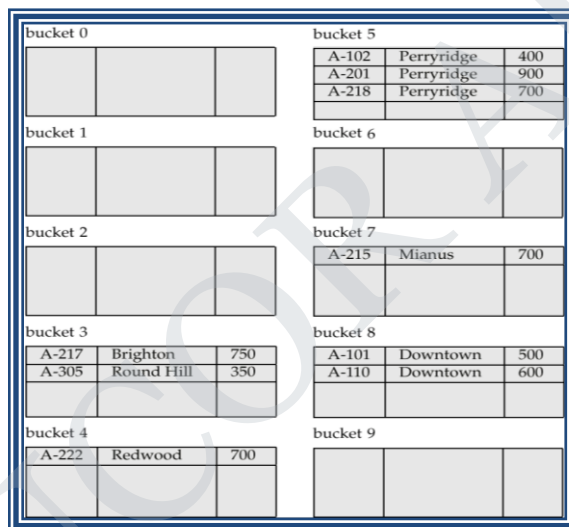 bucket 0
bucket 1
bucket 2
bucket 3
A-217 Brighton 750
A-305 Round Hill 350
bucket 4
A-222 Redwood 700
bucket 5
A-102 Perryridge 400
A-201 Perryridge 900
A-218 Perryridge 700
bucket 6
bucket 7
A-215 Mianus 700
bucket 8
A-101 Downtown 500
A-110 Downtown 600
bucket 9